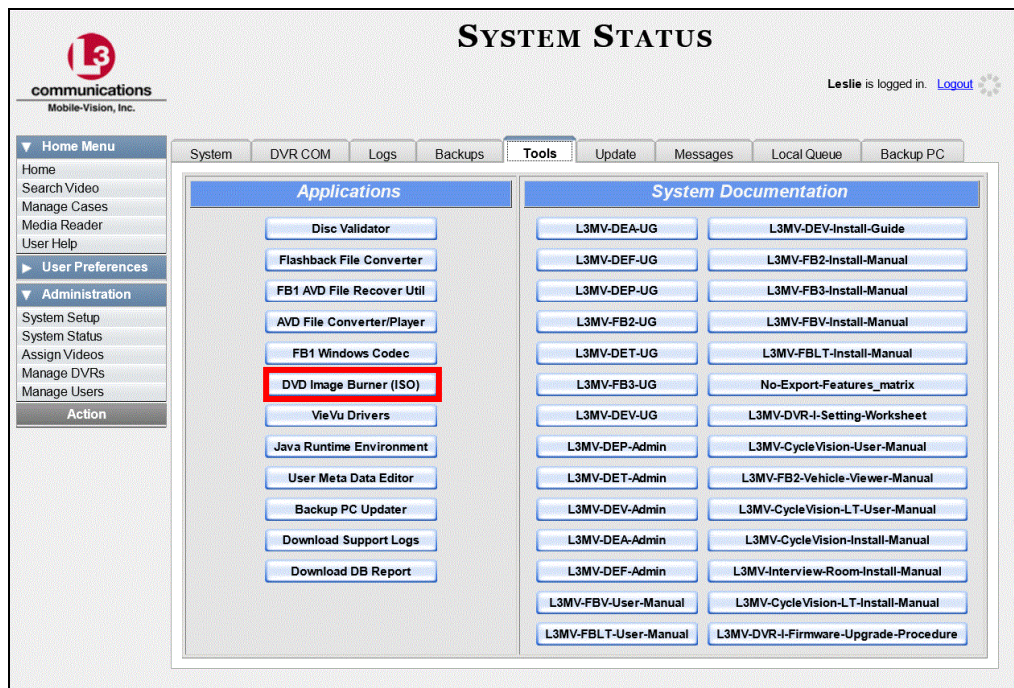 SYSTEM STATUS
L3
communications
Mobile-Vision, Inc.
Leslie is logged in. Logout
Home Menu
Home
Search Video
Manage Cases
Media Reader
User Help
User Preferences
Administration
System Setup
System Status
Assign Videos
Manage DVRs
Manage Users
Action
System
DVR COM
Logs
Backups
Tools
Update
Messages
Local Queue
Backup PC
Applications
Disc Validator
Flashback File Converter
FB1 AVD File Recover Util
AVD File Converter/Player
FB1 Windows Codec
DVD Image Burner (ISO)
VieVu Drivers
Java Runtime Environment
User Meta Data Editor
Backup PC Updater
Download Support Logs
Download DB Report
System Documentation
L3MV-DEA-UG
L3MV-DEF-UG
L3MV-DEP-UG
L3MV-FB2-UG
L3MV-DET-UG
L3MV-FB3-UG
L3MV-DEV-UG
L3MV-DEP-Admin
L3MV-DET-Admin
L3MV-DEV-Admin
L3MV-DEA-Admin
L3MV-DEF-Admin
L3MV-FBV-User-Manual
L3MV-FBLT-User-Manual
L3MV-DEV-Install-Guide
L3MV-FB2-Install-Manual
L3MV-FB3-Install-Manual
L3MV-FBV-Install-Manual
L3MV-FBLT-Install-Manual
No-Export-Features_matrix
L3MV-DVR-I-Setting-Worksheet
L3MV-CycleVision-User-Manual
L3MV-FB2-Vehicle-Viewer-Manual
L3MV-CycleVision-LT-User-Manual
L3MV-CycleVision-Install-Manual
L3MV-Interview-Room-Install-Manual
L3MV-CycleVision-LT-Install-Manual
L3MV-DVR-I-Firmware-Upgrade-Procedure